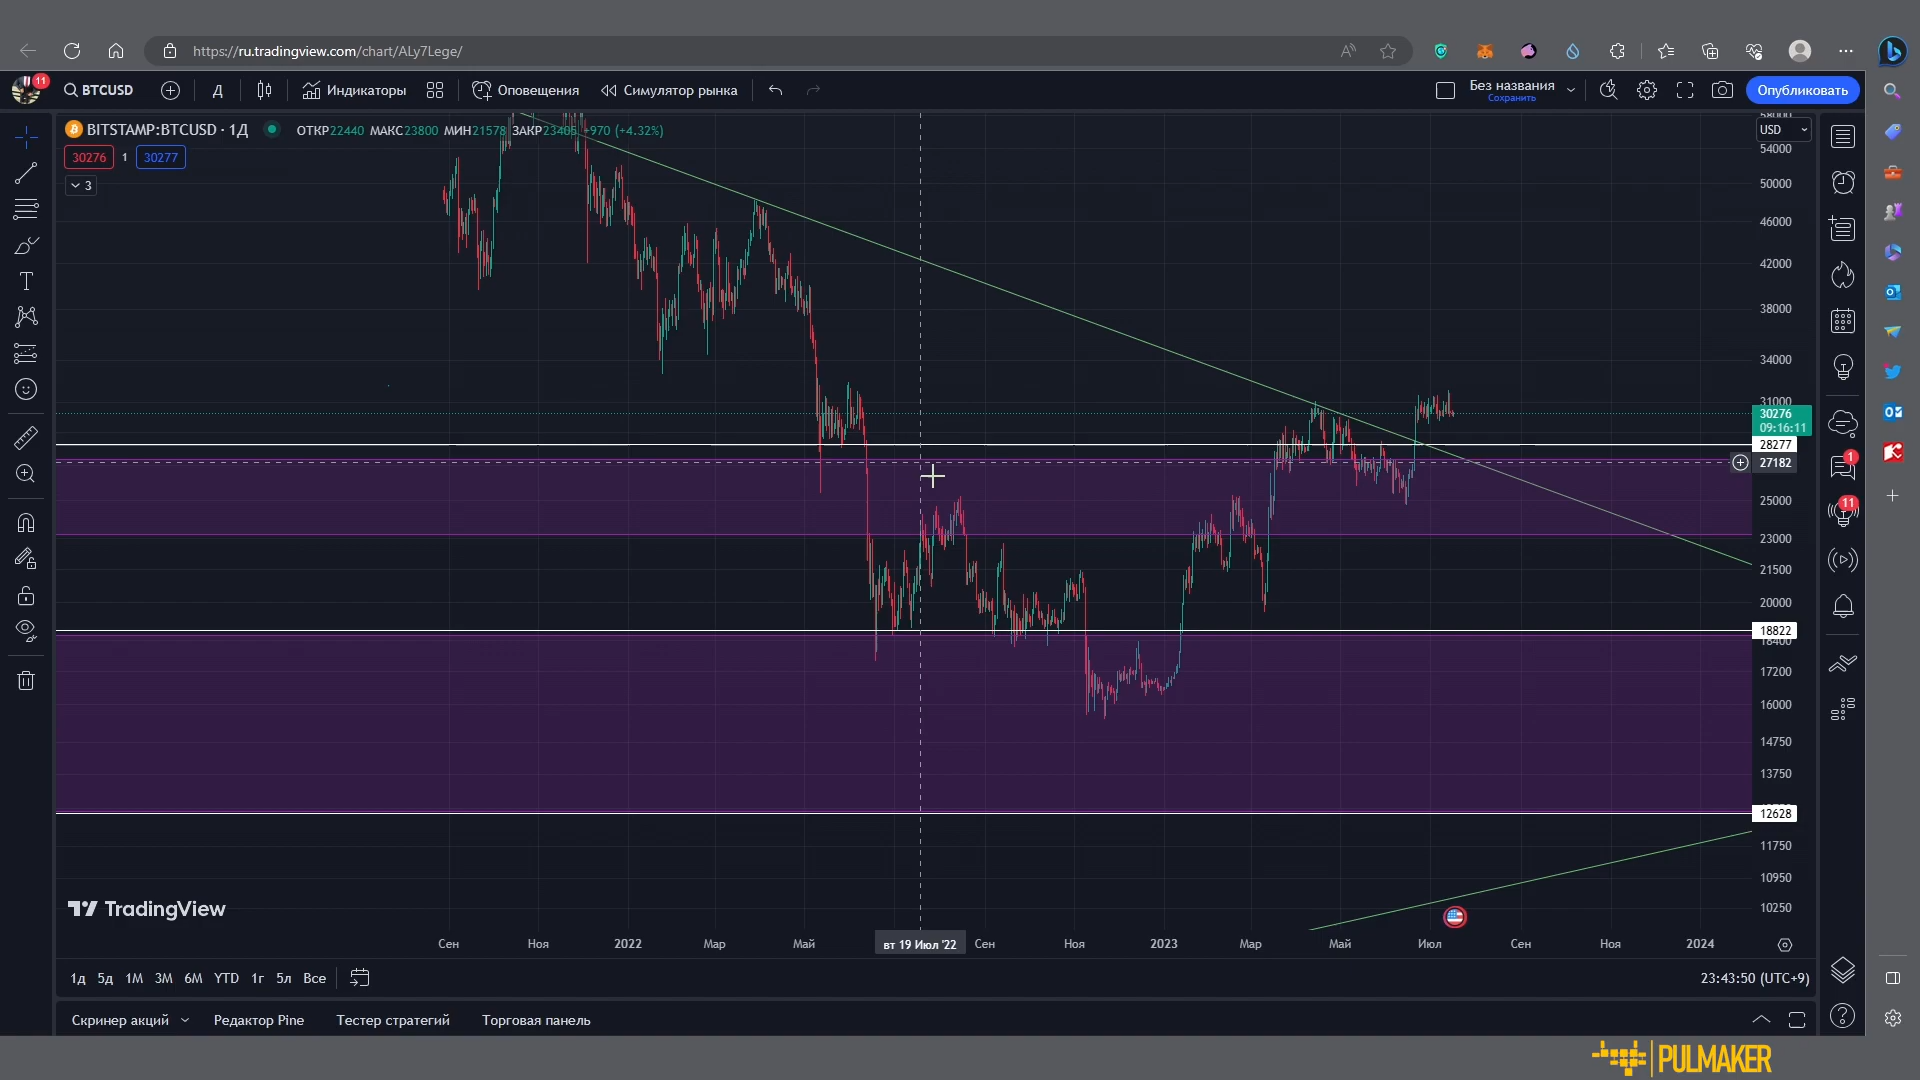 https://ru.tradingview.com/chart/ALy7Lege/
11
BTCUSD
Д
Индикаторы
Оповещения
Симулятор рынка
Без названия
Сохранить
Опубликовать
BITSTAMP:BTCUSD · 1Д
ОТКР22440 МАКС23800 МИН21578 ЗАКР23405 +970 (+4.32%)
30276 1 30277
3
USD
58000
54000
50000
46000
42000
38000
34000
31000
30276
09:16:11
28277
27182
25000
23000
21500
20000
18822
18400
17200
16000
14750
13750
12628
11750
10950
10250
1
11
TradingView
Сен Ноя 2022 Мар Май вт 19 Июл '22 Сен Ноя 2023 Мар Май Июл Сен Ноя 2024
1д 5д 1М 3М 6М YTD 1г 5л Все
23:43:50 (UTC+9)
Скринер акций Редактор Pine Тестер стратегий Торговая панель
PULMAKER